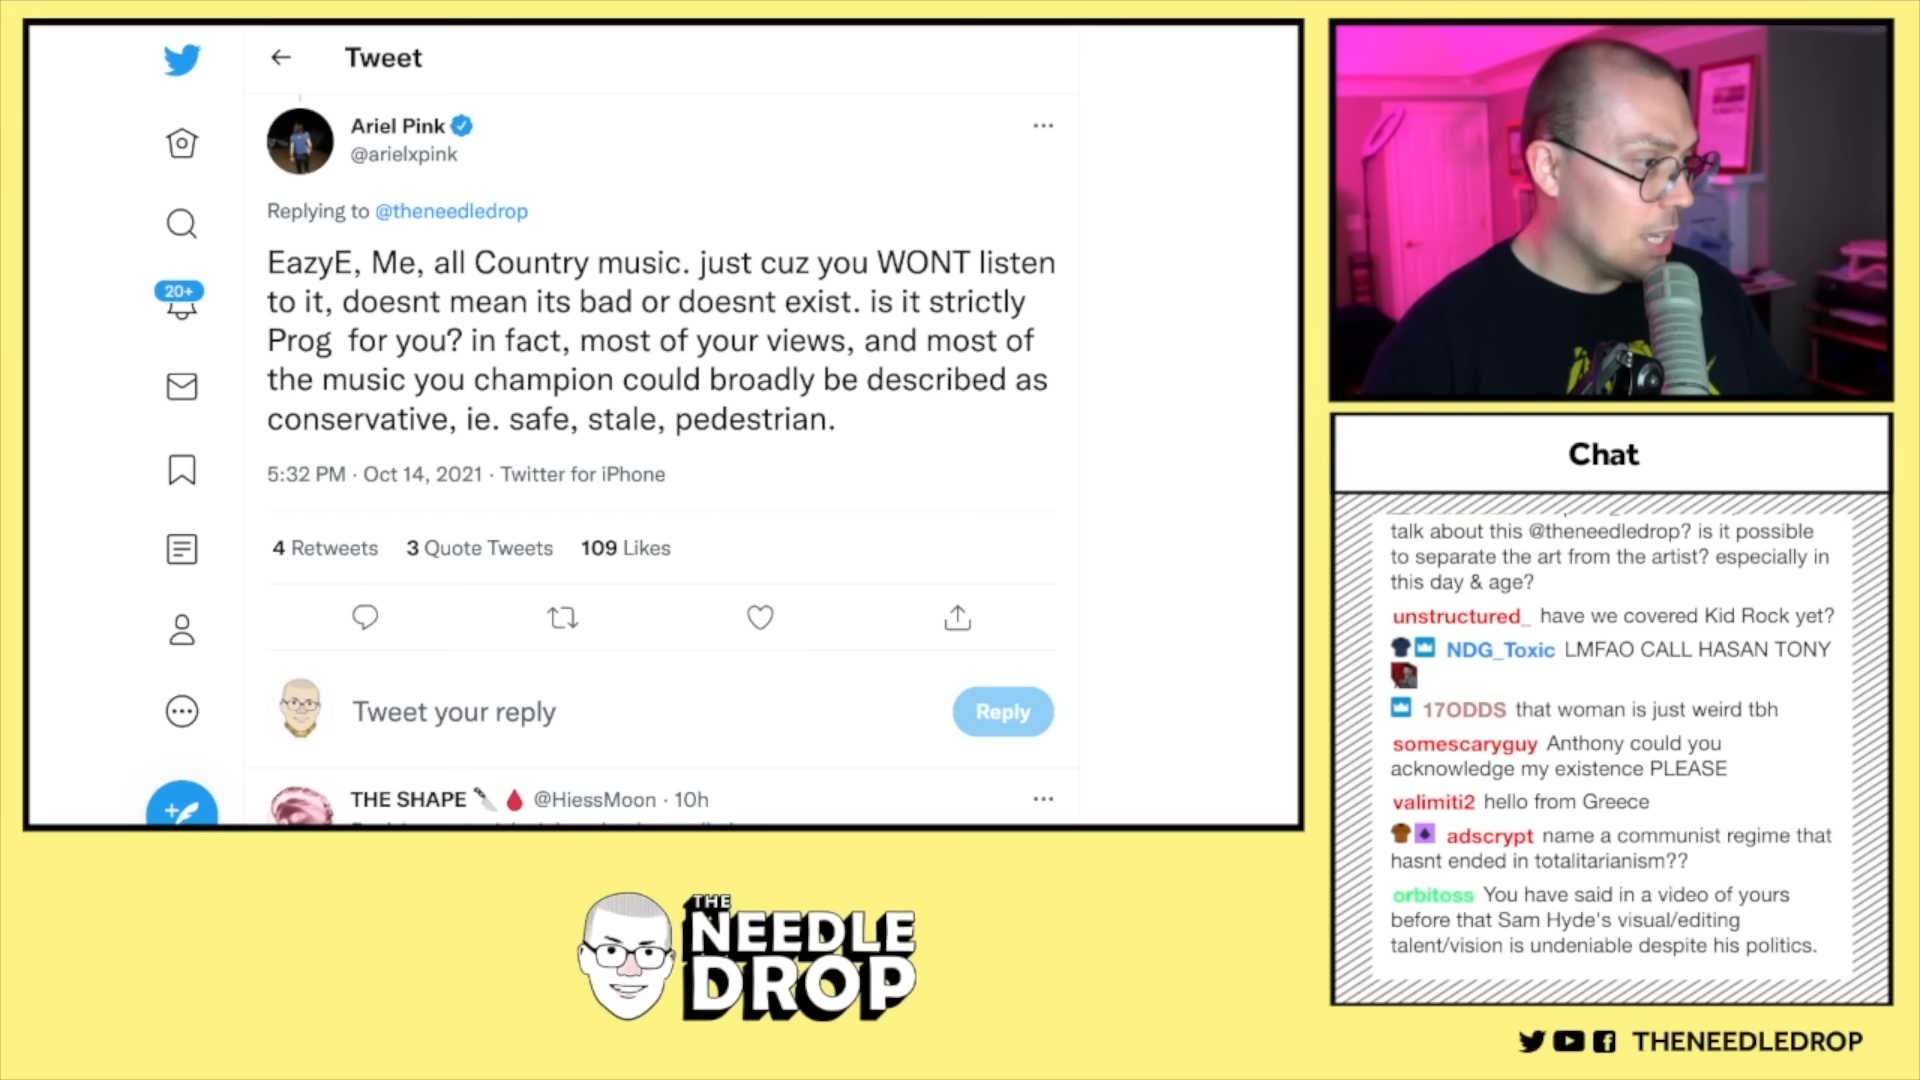 Tweet
Ariel Pink
@arielxpink
Replying to @theneedledrop
EazyE, Me, all Country music. just cuz you WONT listen
to it, doesnt mean its bad or doesnt exist. is it strictly
Prog  for you? in fact, most of your views, and most of
the music you champion could broadly be described as
conservative, ie. safe, stale, pedestrian.
5:32 PM · Oct 14, 2021 · Twitter for iPhone
4 Retweets 3 Quote Tweets 109 Likes
Tweet your reply
Reply
THE SHAPE @HiessMoon · 10h
20+
Chat
talk about this @theneedledrop? is it possible
to separate the art from the artist? especially in
this day & age?
unstructured_ have we covered Kid Rock yet?
NDG_Toxic LMFAO CALL HASAN TONY
17ODDS that woman is just weird tbh
somescaryguy Anthony could you
acknowledge my existence PLEASE
valimiti2 hello from Greece
adscrypt name a communist regime that
hasnt ended in totalitarianism??
orbitoss You have said in a video of yours
before that Sam Hyde's visual/editing
talent/vision is undeniable despite his politics.
THE
NEEDLE
DROP
THENEEDLEDROP